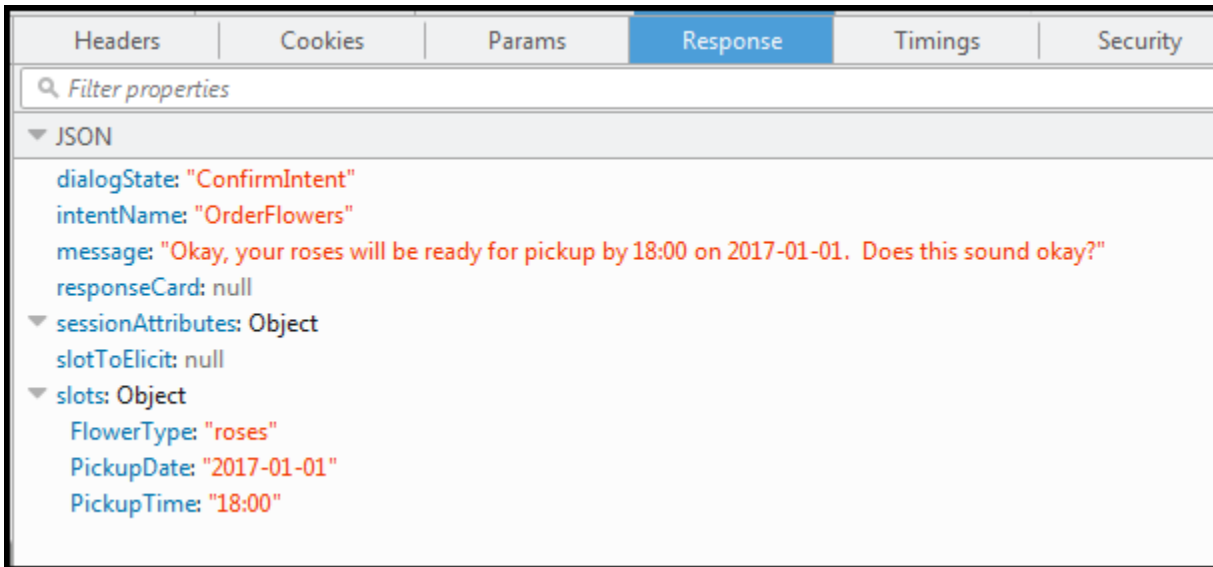 Headers Cookies Params Response Timings Security
Filter properties
JSON
dialogState: "ConfirmIntent"
intentName: "OrderFlowers"
message: "Okay, your roses will be ready for pickup by 18:00 on 2017-01-01.  Does this sound okay?"
responseCard: null
sessionAttributes: Object
slotToElicit: null
slots: Object
FlowerType: "roses"
PickupDate: "2017-01-01"
PickupTime: "18:00"